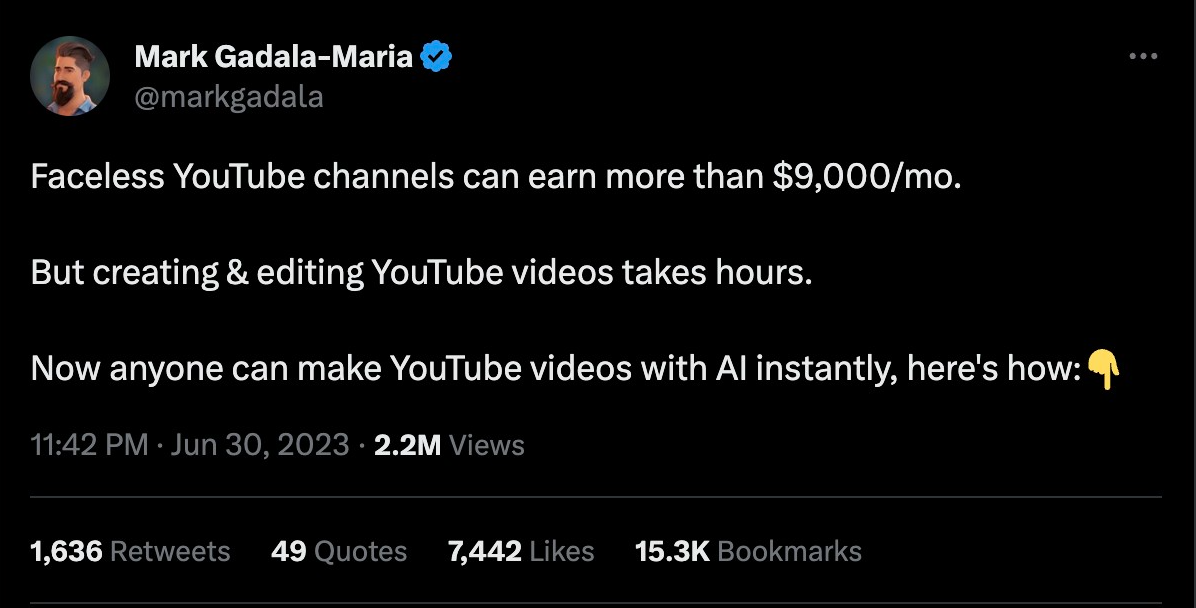 Mark Gadala-Maria
@markgadala
Faceless YouTube channels can earn more than $9,000/mo.
But creating & editing YouTube videos takes hours.
Now anyone can make YouTube videos with AI instantly, here's how:👇
11:42 PM · Jun 30, 2023 · 2.2M Views
1,636 Retweets 49 Quotes 7,442 Likes 15.3K Bookmarks